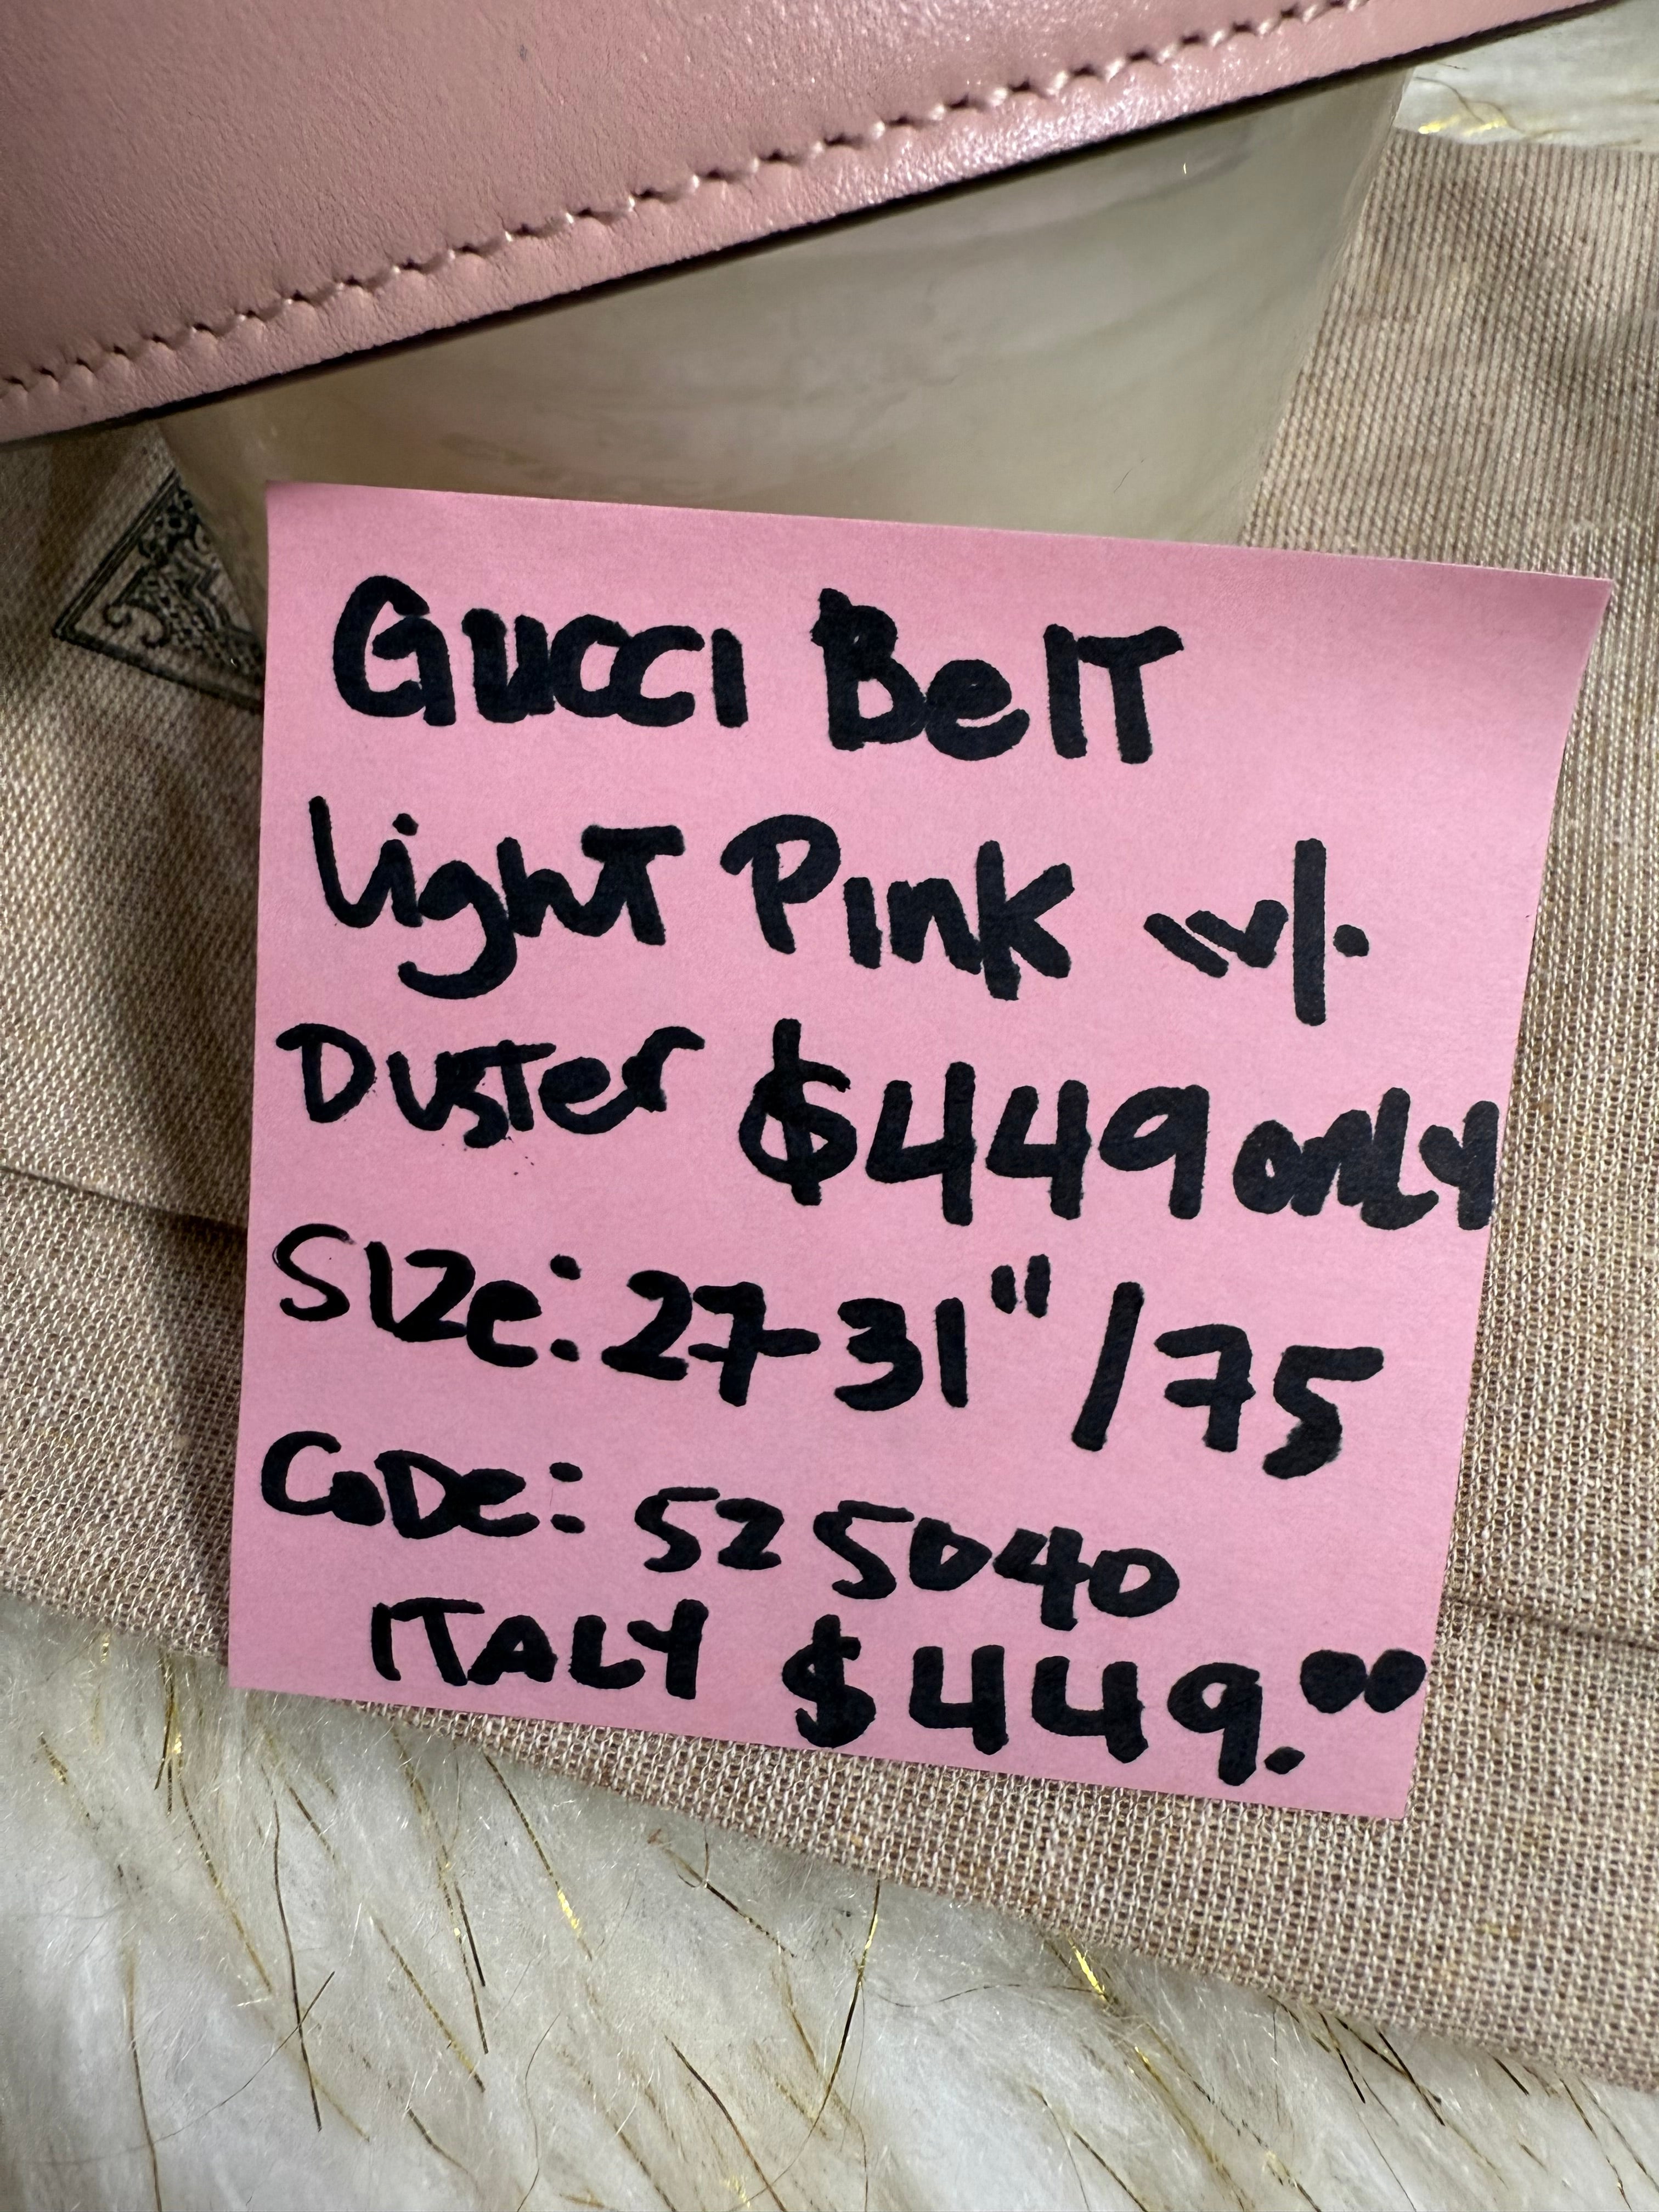 Gucci BelT
LighT Pink w/.
Duster $449 only
Size: 27-31" /75
CODe: 525040
ITALY $449.00